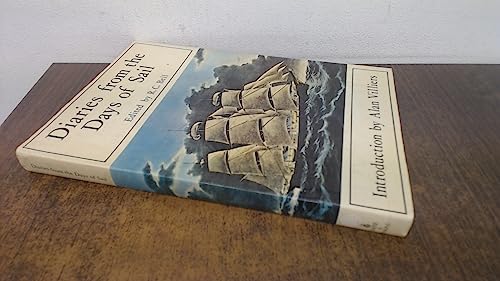 Diaries from the
Days of Sail
Edited by R.C. Bell
Introduction by Alan Villiers
Diaries from the Days of Sail